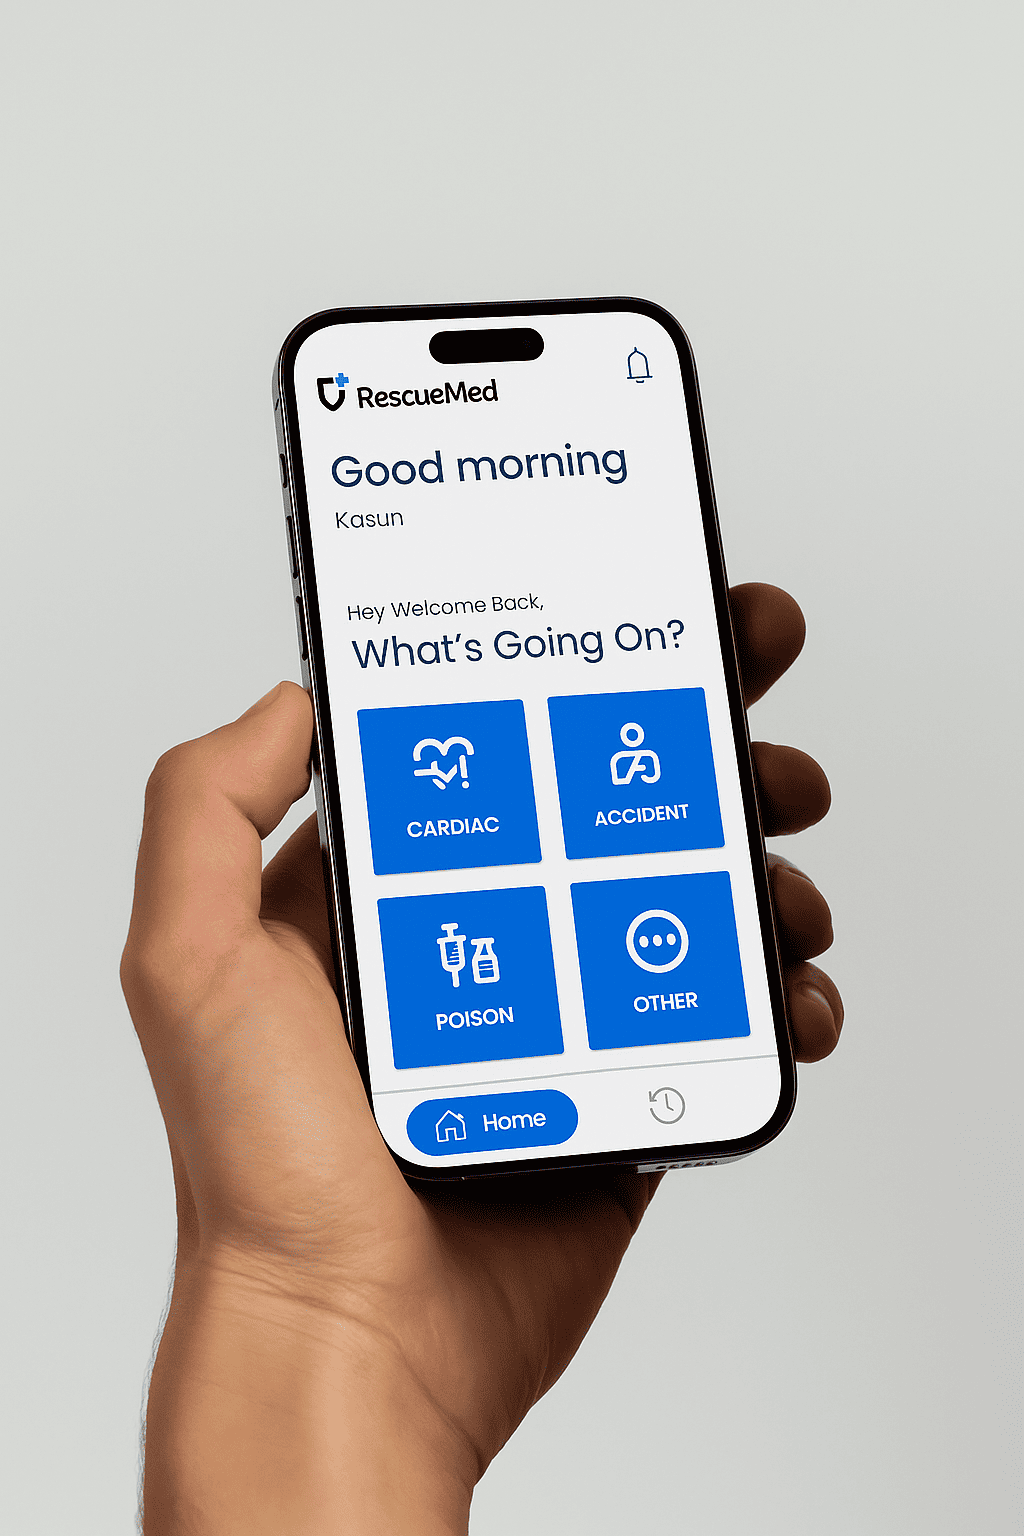 RescueMed
Good morning
Kasun
Hey Welcome Back,
What's Going On?
CARDIAC
ACCIDENT
POISON
OTHER
Home